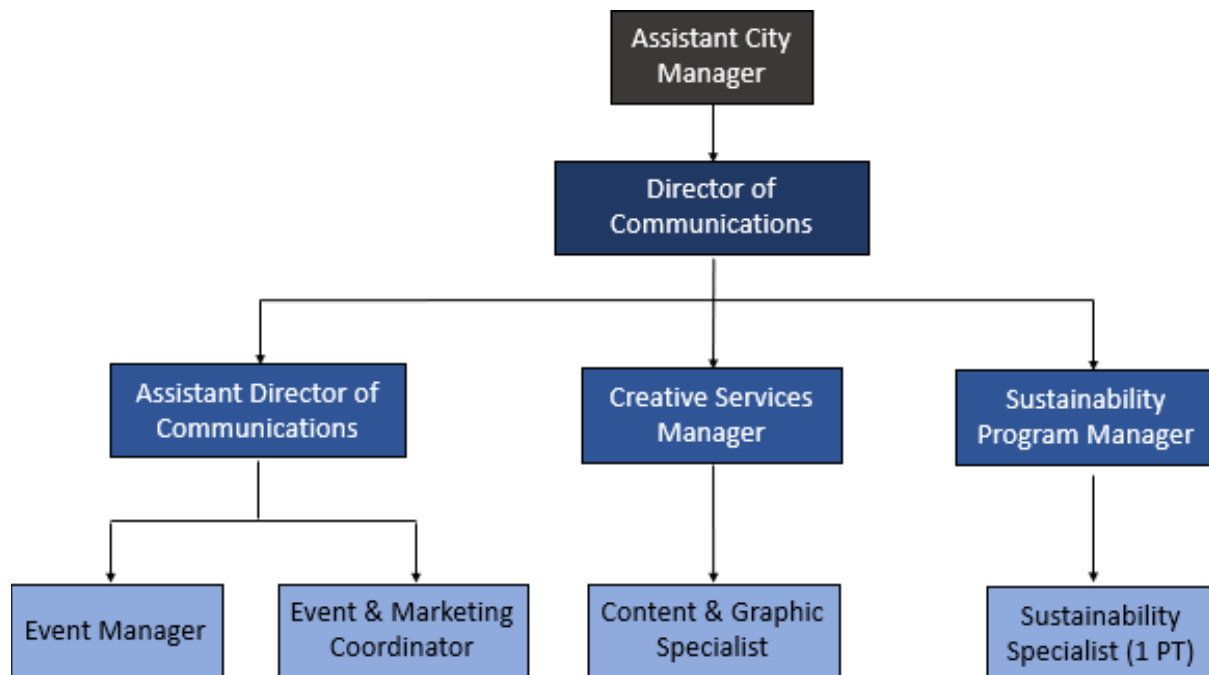 Assistant City
Manager
Director of
Communications
Assistant Director of
Communications
Creative Services
Manager
Sustainability
Program Manager
Event Manager
Event & Marketing
Coordinator
Content & Graphic
Specialist
Sustainability
Specialist (1 PT)